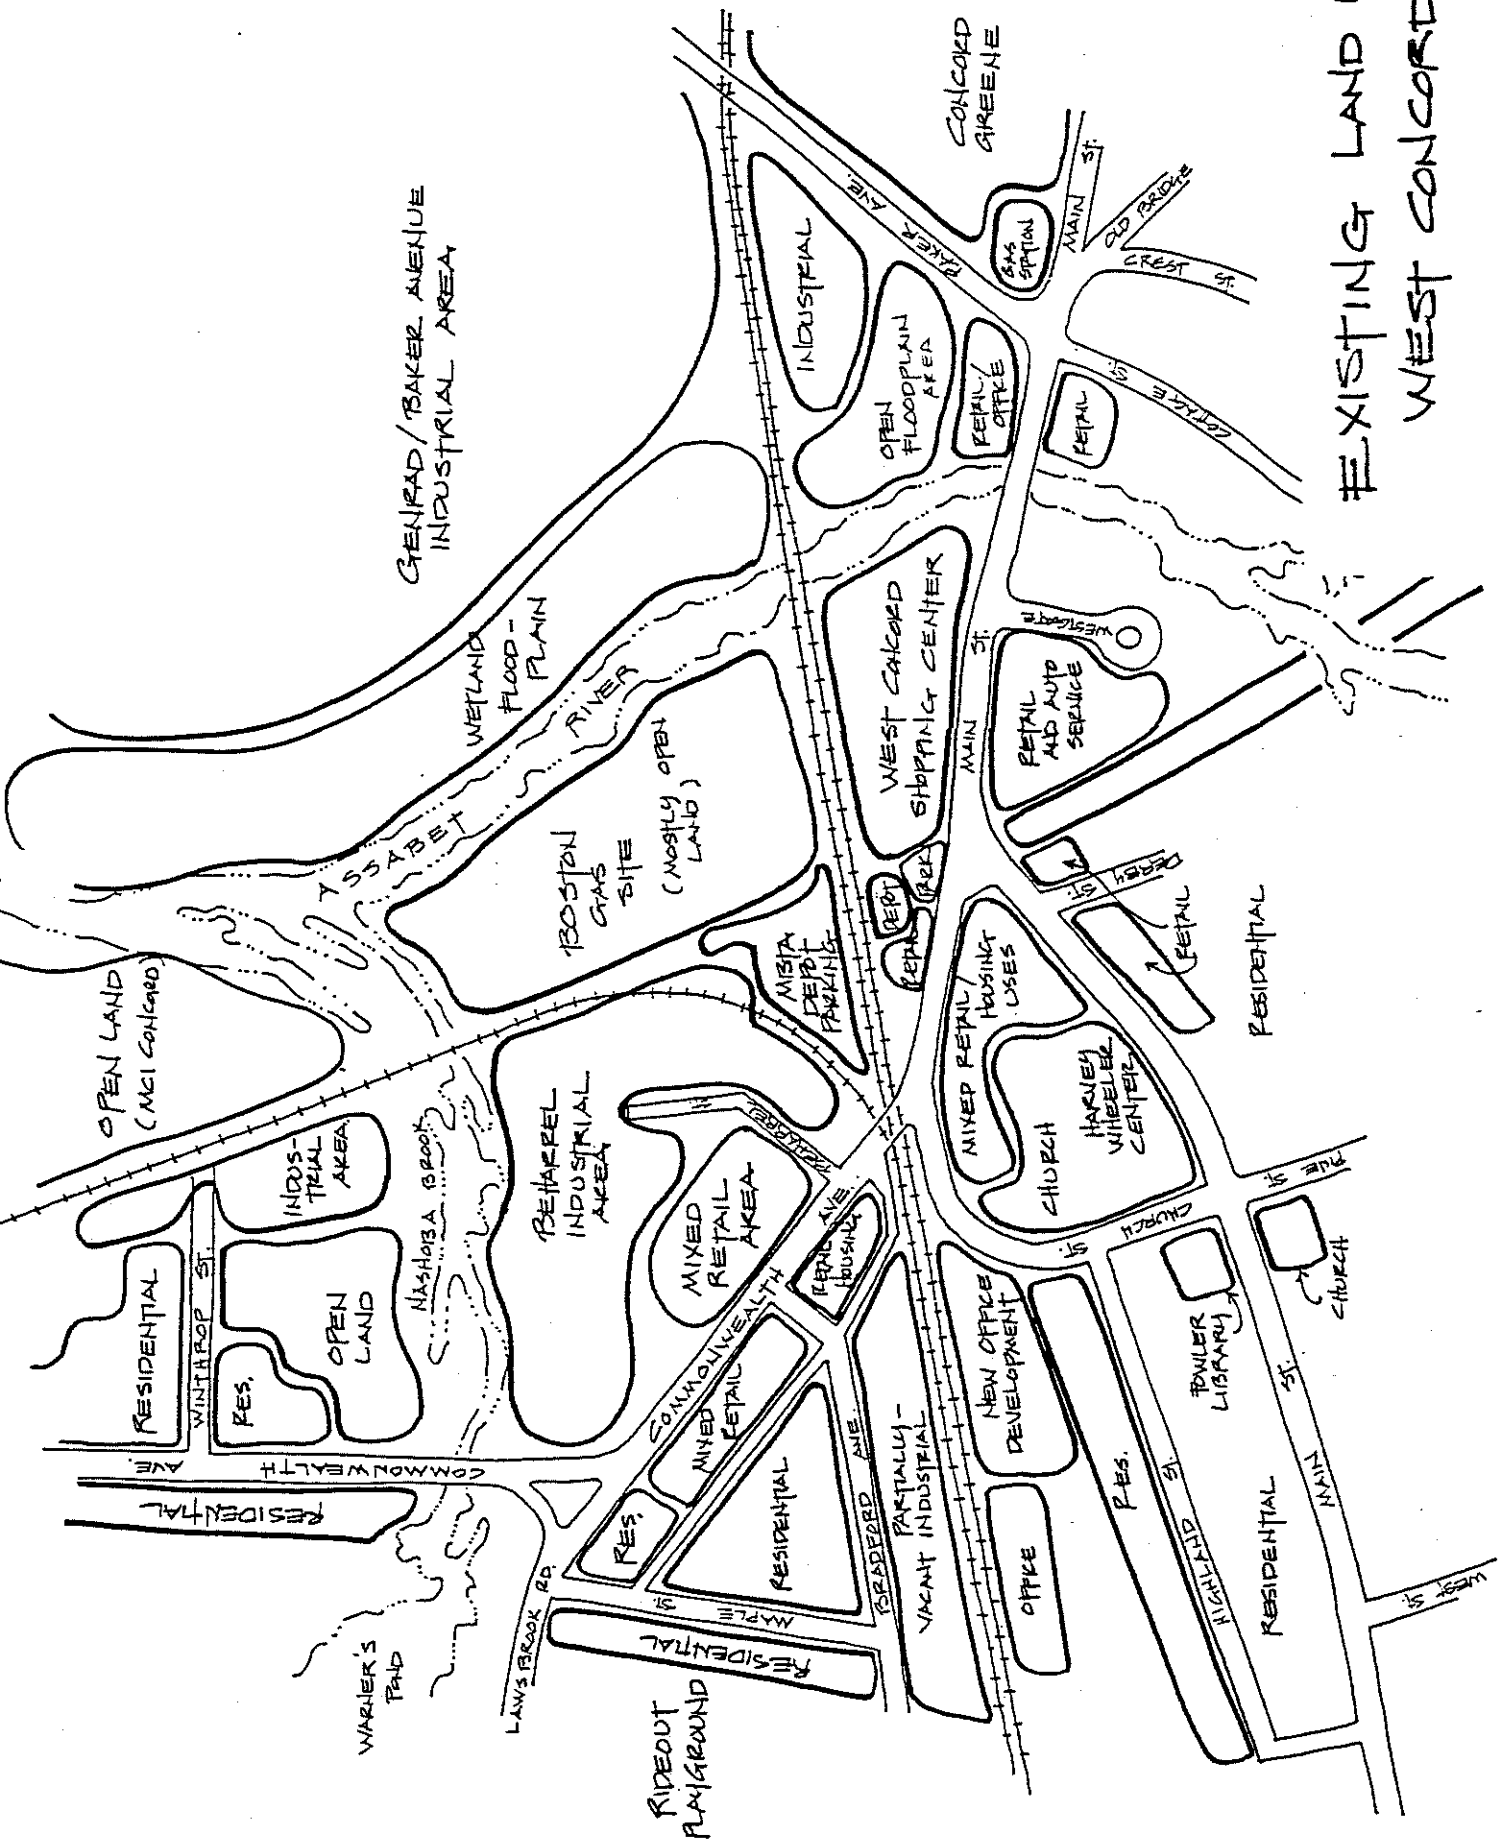 OPEN LAND
(MCI CONCORD)
GENRAD/BAKER AVENUE
INDUSTRIAL AREA
CONCORD
GREENE
WETLAND
FLOOD-
PLAIN
ASSABET RIVER
RESIDENTIAL
WINTHROP ST.
RES.
INDUS-
TRIAL
AREA
OPEN
LAND
NASHOBA BROOK
COMMONWEALTH AVE.
RESIDENTIAL
WARNER'S
POND
LAWS BROOK RD.
RIDEOUT
PLAYGROUND
BEHARREL
INDUSTRIAL
AREA
BEHARREL ST.
BOSTON
GAS
SITE
(MOSTLY OPEN
LAND)
MBTA
DEPOT
PARKING
MIXED
RETAIL
AREA
COMMONWEALTH AVE.
RETAIL
HOUSING
MIXED
RETAIL
RES.
RESIDENTIAL
MAPLE ST.
RESIDENTIAL
BRADFORD AVE.
PARTIALLY-
VACANT INDUSTRIAL
NEW OFFICE
DEVELOPMENT
OFFICE
RES.
HIGHLAND ST.
RESIDENTIAL
MAIN ST.
WEST ST.
FOWLER
LIBRARY
CHURCH
CHURCH ST.
PINE ST.
CHURCH
HARVEY
WHEELER
CENTER
MIXED RETAIL/
HOUSING
USES
RETAIL
DEPOT
PARK
WEST CONCORD
SHOPPING CENTER
MAIN ST.
WESTGATE
RETAIL
AND AUTO
SERVICE
DERBY ST.
RETAIL
RESIDENTIAL
INDUSTRIAL
OPEN
FLOODPLAIN
AREA
RETAIL/
OFFICE
BAKER AVE.
GAS
STATION
MAIN ST.
OLD BRIDGE
CREST ST.
COTTAGE ST.
RETAIL
EXISTING LAND
WEST CONCORD